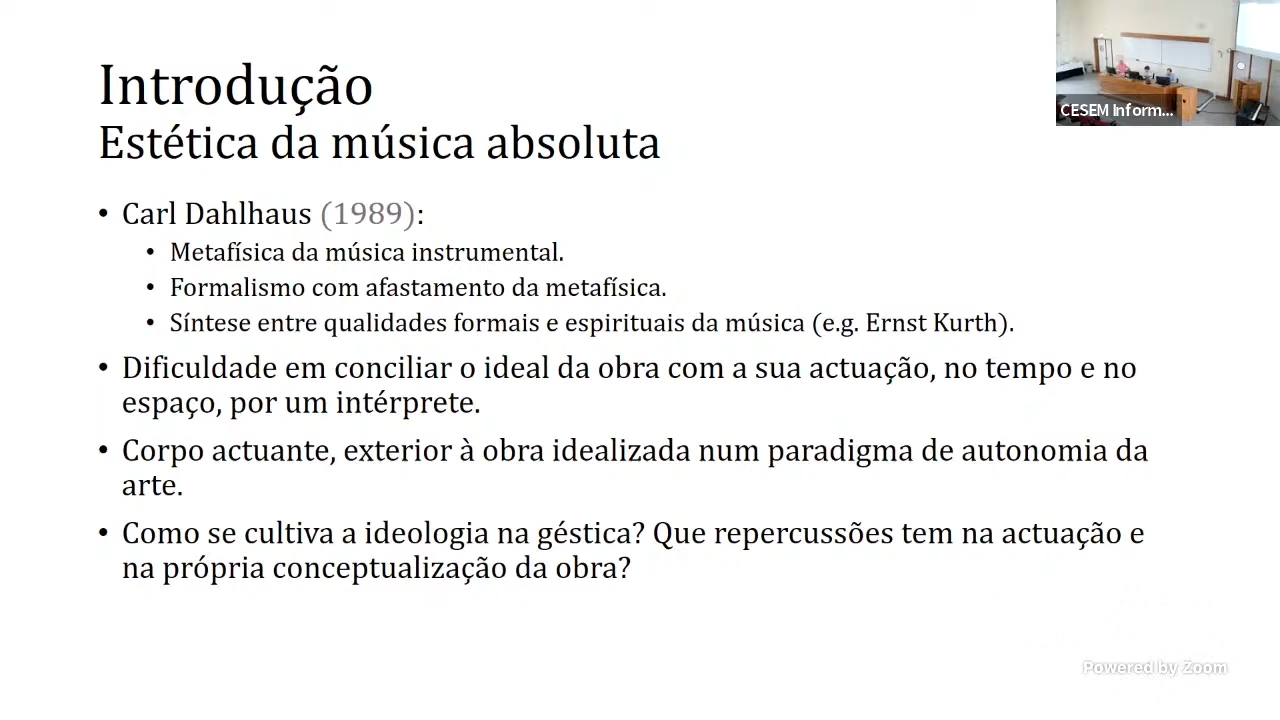 Introdução
Estética da música absoluta
CESEM Inform...
• Carl Dahlhaus (1989):
• Metafísica da música instrumental.
• Formalismo com afastamento da metafísica.
• Síntese entre qualidades formais e espirituais da música (e.g. Ernst Kurth).
• Dificuldade em conciliar o ideal da obra com a sua actuação, no tempo e no
espaço, por um intérprete.
• Corpo actuante, exterior à obra idealizada num paradigma de autonomia da
arte.
• Como se cultiva a ideologia na géstica? Que repercussões tem na actuação e
na própria conceptualização da obra?
Powered by Zoom